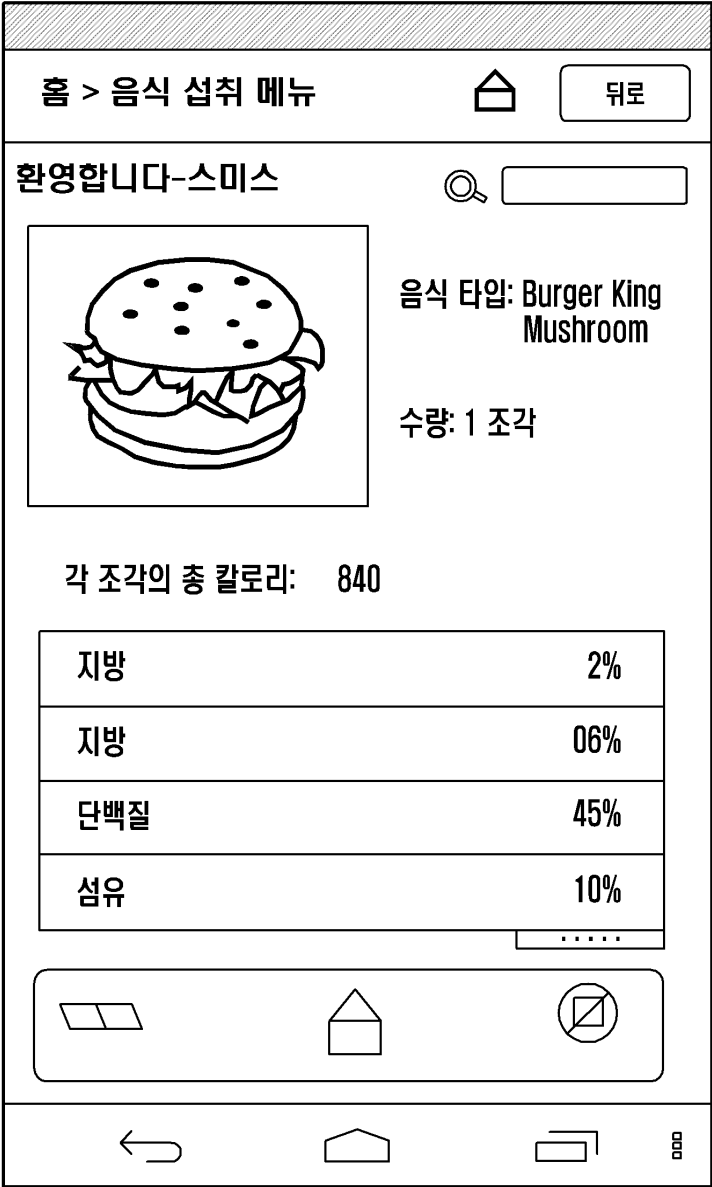 홈 > 음식 섭취 메뉴
뒤로
환영합니다-스미스
음식 타입: Burger King
Mushroom
수량: 1 조각
각 조각의 총 칼로리: 840
지방 2%
지방 06%
단백질 45%
섬유 10%
.....